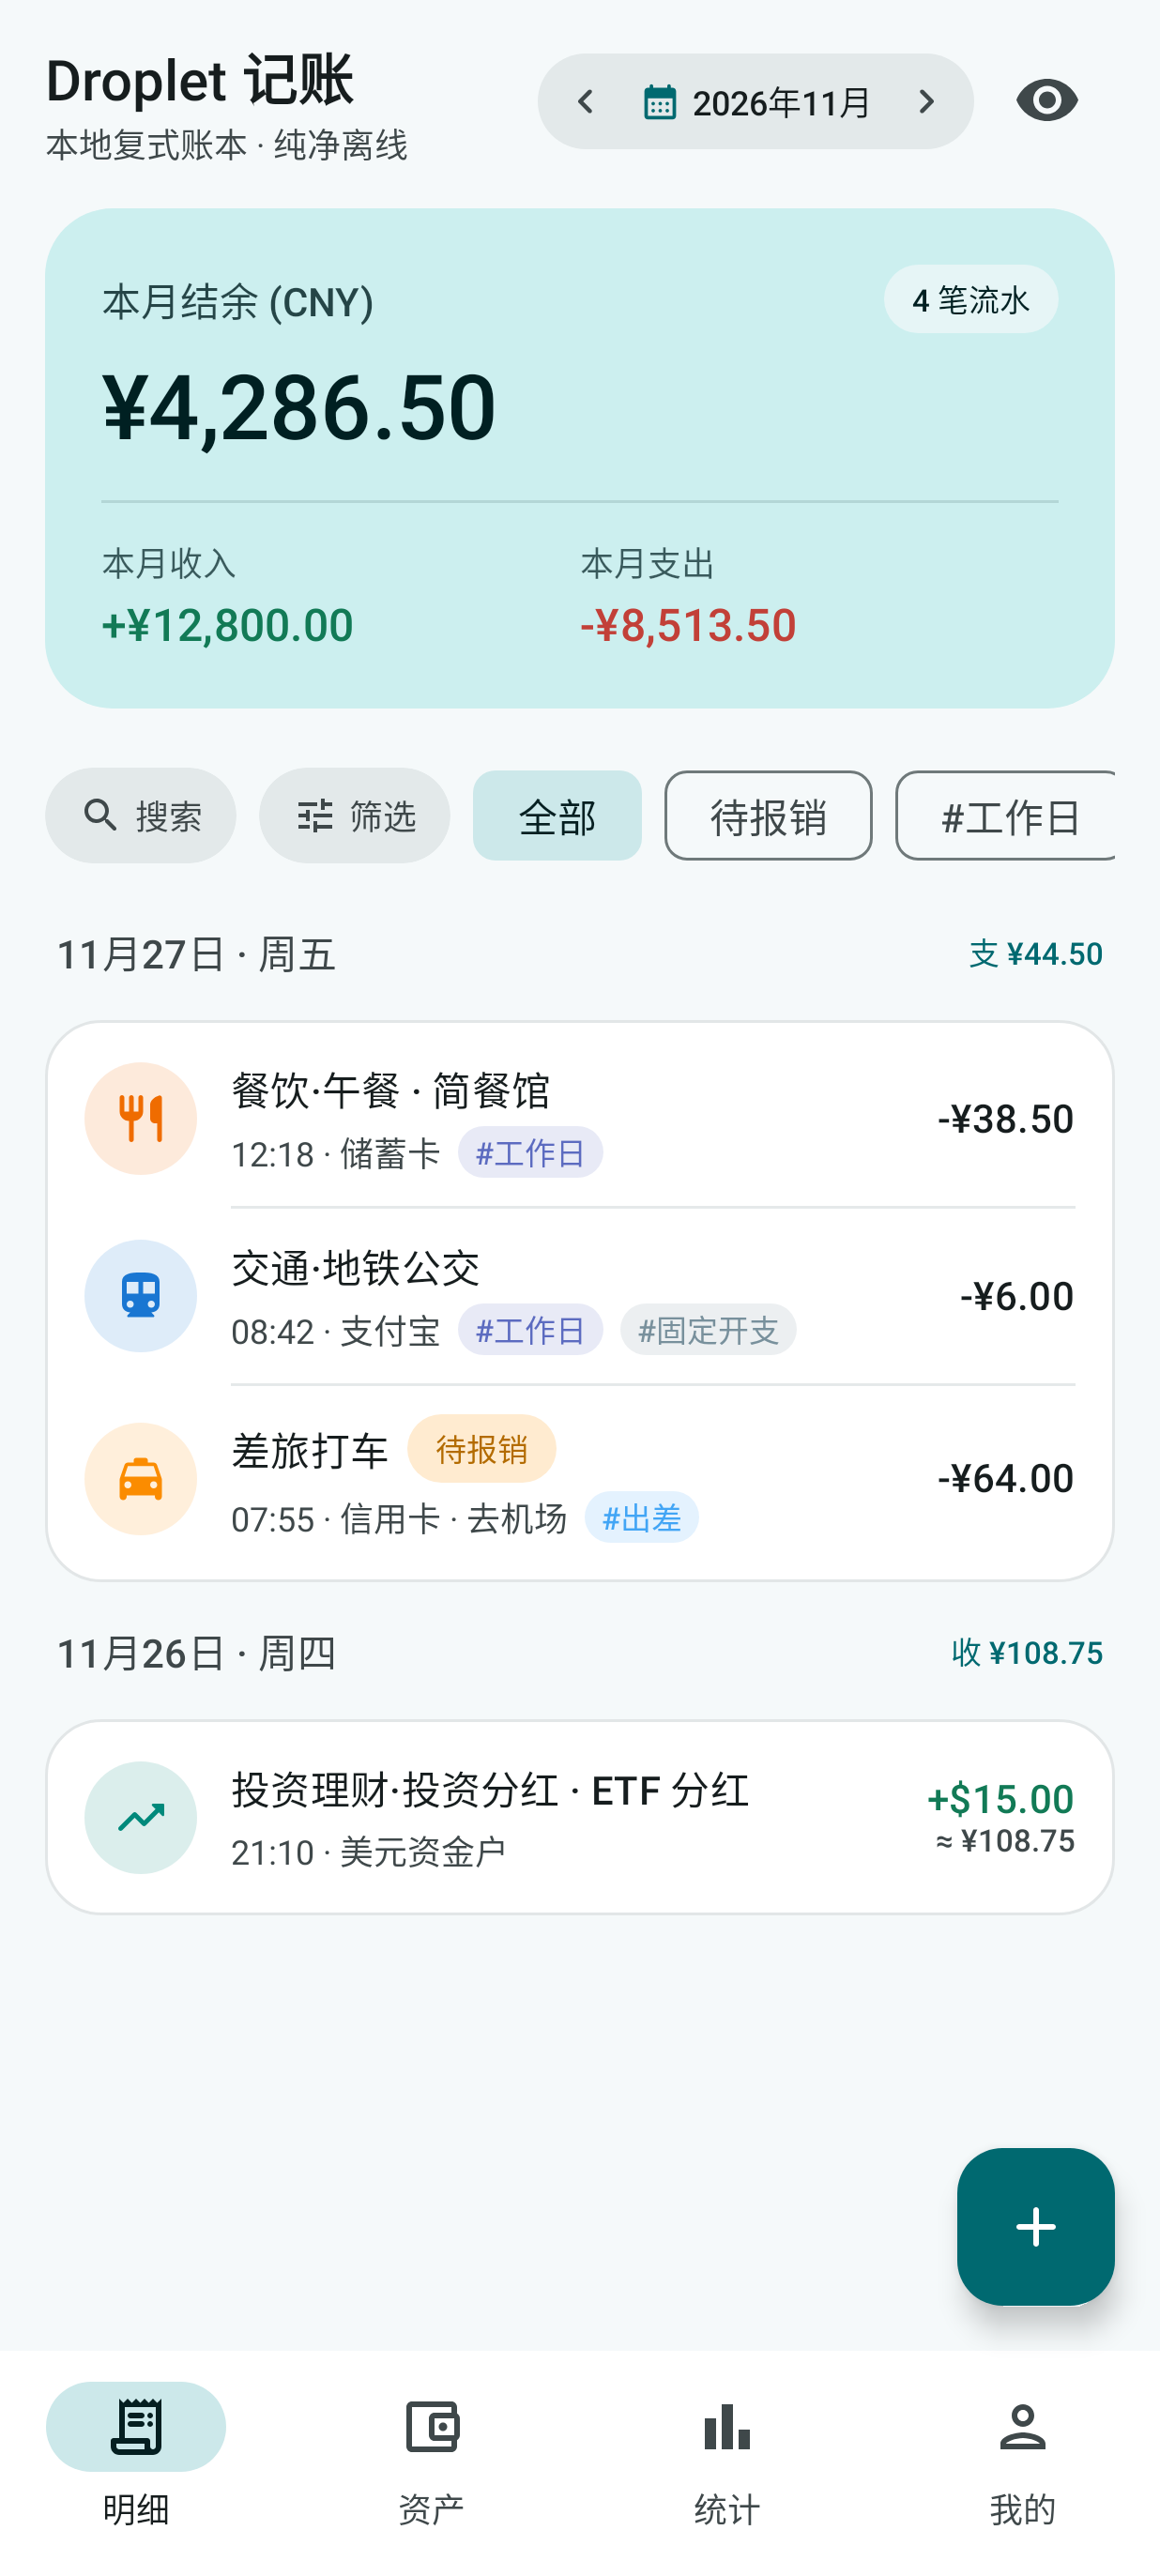 Droplet 记账
本地复式账本 · 纯净离线
2026年11月
本月结余 (CNY)
4 笔流水
¥4,286.50
本月收入
本月支出
+¥12,800.00
-¥8,513.50
搜索
筛选
全部
待报销
#工作日
11月27日 · 周五
支 ¥44.50
餐饮·午餐 · 简餐馆
-¥38.50
12:18 · 储蓄卡 #工作日
交通·地铁公交
-¥6.00
08:42 · 支付宝 #工作日 #固定开支
差旅打车 待报销
-¥64.00
07:55 · 信用卡 · 去机场 #出差
11月26日 · 周四
收 ¥108.75
投资理财·投资分红 · ETF 分红
+$15.00
21:10 · 美元资金户
≈ ¥108.75
明细
资产
统计
我的